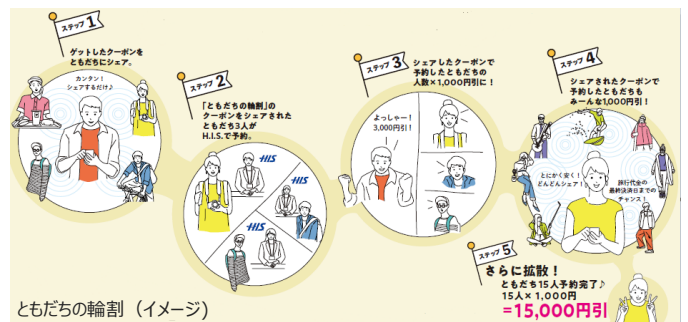 ステップ1
ゲットしたクーポンを
ともだちにシェア。
カンタン!
シェアするだけ♪
ステップ2
「ともだちの輪割」の
クーポンをシェアされた
ともだち3人が
H.I.S.で予約。
HIS
HIS
HIS
ステップ3
シェアしたクーポンで
予約したともだちの
人数×1,000円引に!
よっしゃー!
3,000円引!
ステップ4
シェアされたクーポンで
予約したともだちも
みーんな1,000円引!
とにかく安く!
どんどんシェア!
旅行代金の
最終決済日までの
チャンス!
ステップ5
さらに拡散!
ともだち15人予約完了♪
15人×1,000円
=15,000円引
ともだちの輪割(イメージ)